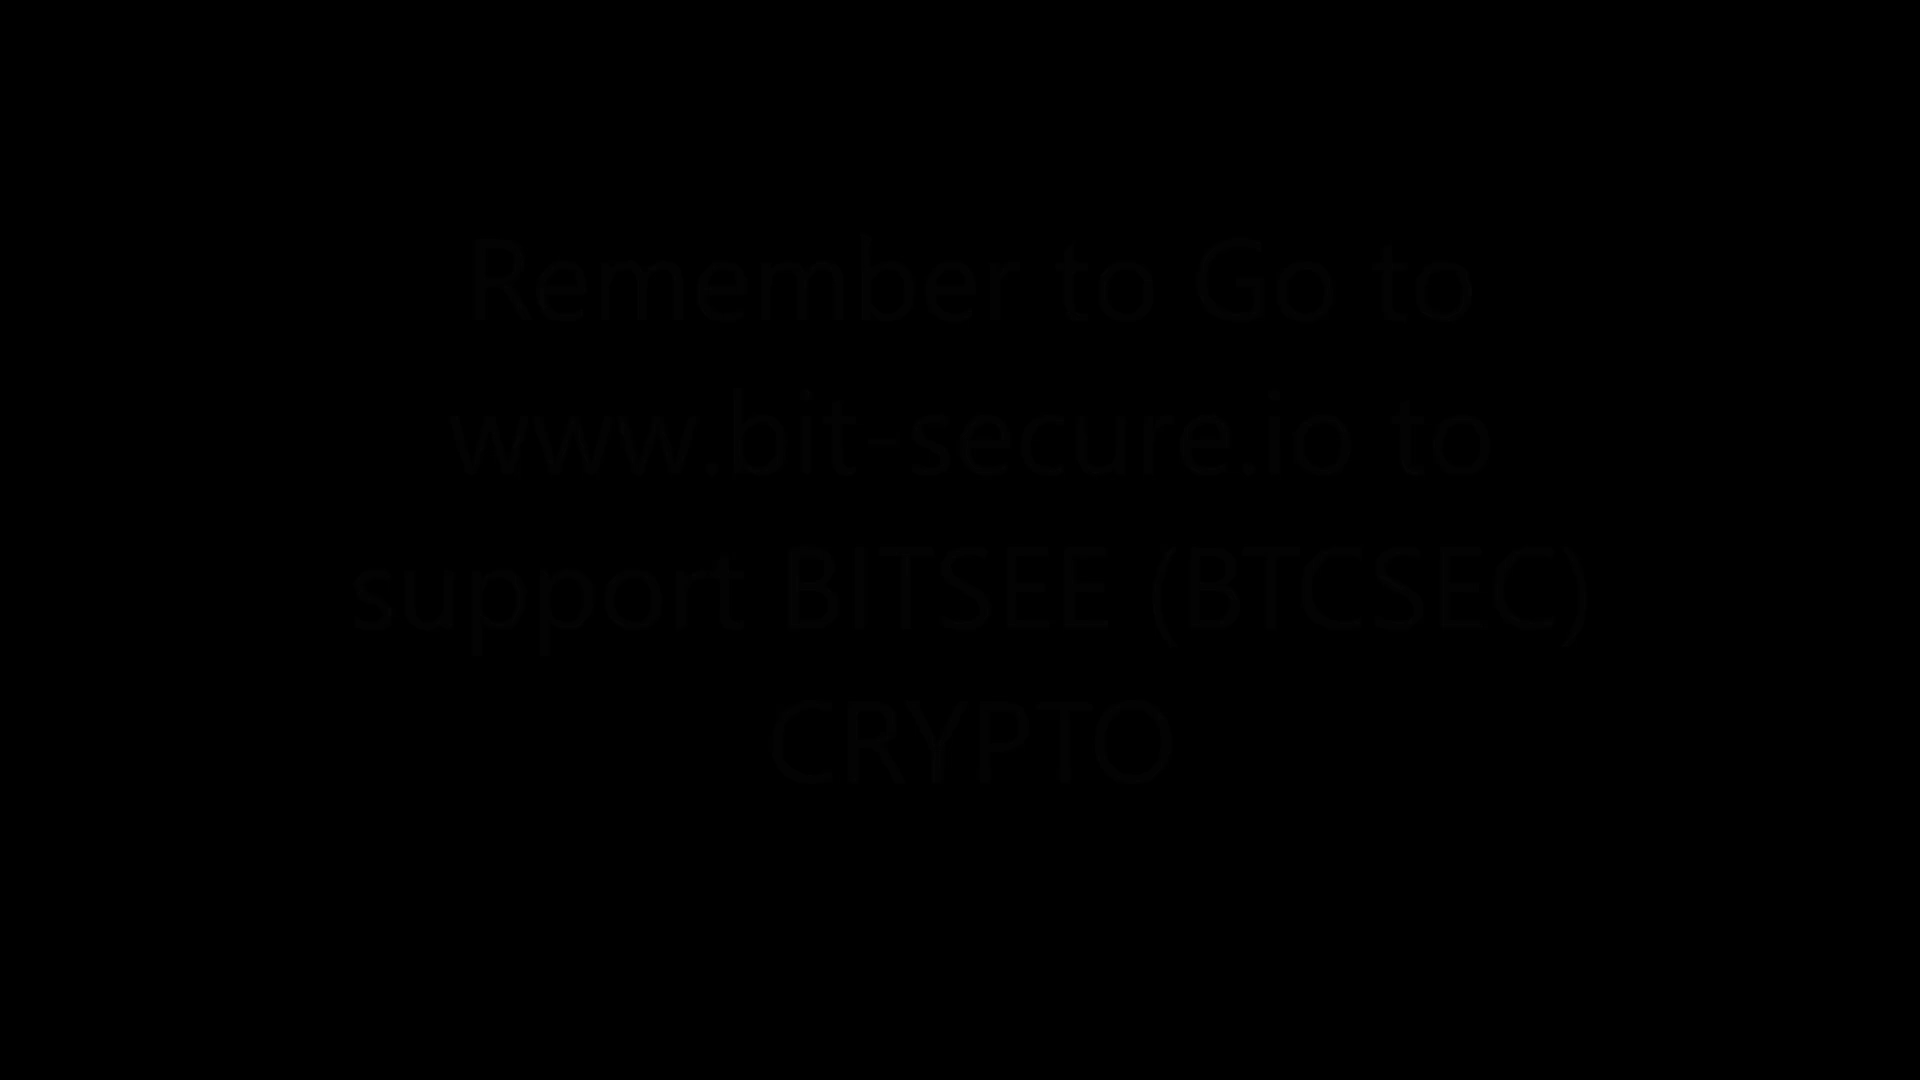 Remember to Go to
www.bit-secure.io to
support BITSEE (BTCSEC)
CRYPTO